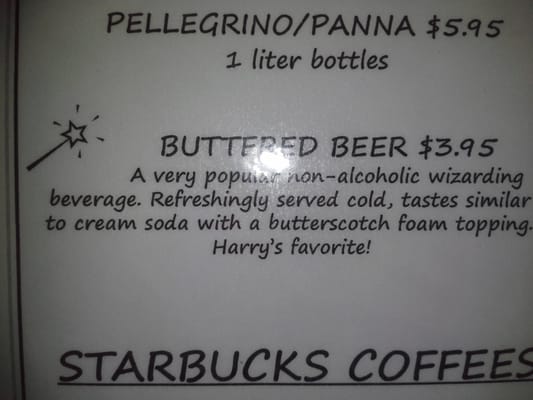 PELLEGRINO/PANNA $5.95
1 liter bottles
BUTTERED BEER $3.95
A very popular non-alcoholic wizarding
beverage. Refreshingly served cold, tastes similar
to cream soda with a butterscotch foam topping.
Harry's favorite!
STARBUCKS COFFEES